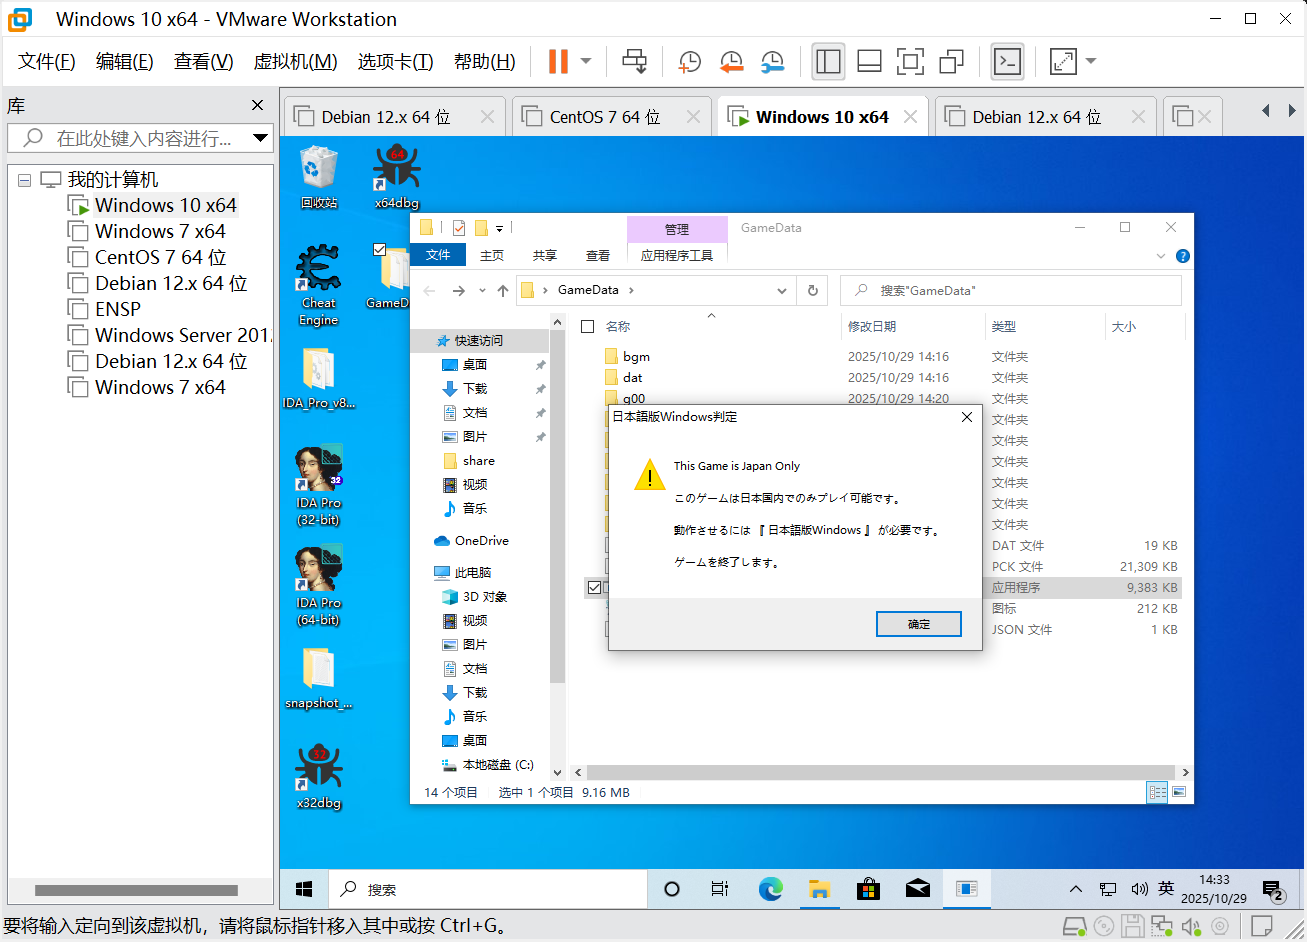 Windows 10 x64 - VMware Workstation
文件(F) 编辑(E) 查看(V) 虚拟机(M) 选项卡(T) 帮助(H)
库
在此处键入内容进行...
我的计算机
Windows 10 x64
Windows 7 x64
CentOS 7 64 位
Debian 12.x 64 位
ENSP
Windows Server 201
Debian 12.x 64 位
Windows 7 x64
Debian 12.x 64 位
CentOS 7 64 位
Windows 10 x64
Debian 12.x 64 位
回收站
x64dbg
Cheat Engine
GameD
IDA_Pro_v8...
IDA Pro (32-bit)
IDA Pro (64-bit)
snapshot_...
x32dbg
管理
GameData
文件 主页 共享 查看 应用程序工具
GameData
搜索"GameData"
快速访问
桌面
下载
文档
图片
share
视频
音乐
OneDrive
此电脑
3D 对象
视频
图片
文档
下载
音乐
桌面
本地磁盘 (C:)
名称 修改日期 类型 大小
bgm 2025/10/29 14:16 文件夹
dat 2025/10/29 14:16 文件夹
g00 2025/10/29 14:20 文件夹
文件夹
文件夹
文件夹
文件夹
文件夹
文件夹
DAT 文件 19 KB
PCK 文件 21,309 KB
应用程序 9,383 KB
图标 212 KB
JSON 文件 1 KB
日本語版Windows判定
This Game is Japan Only
このゲームは日本国内でのみプレイ可能です。
動作させるには 『 日本語版Windows 』 が必要です。
ゲームを終了します。
确定
14 个项目 选中 1 个项目 9.16 MB
搜索
英
14:33
2025/10/29
2
要将输入定向到该虚拟机，请将鼠标指针移入其中或按 Ctrl+G。